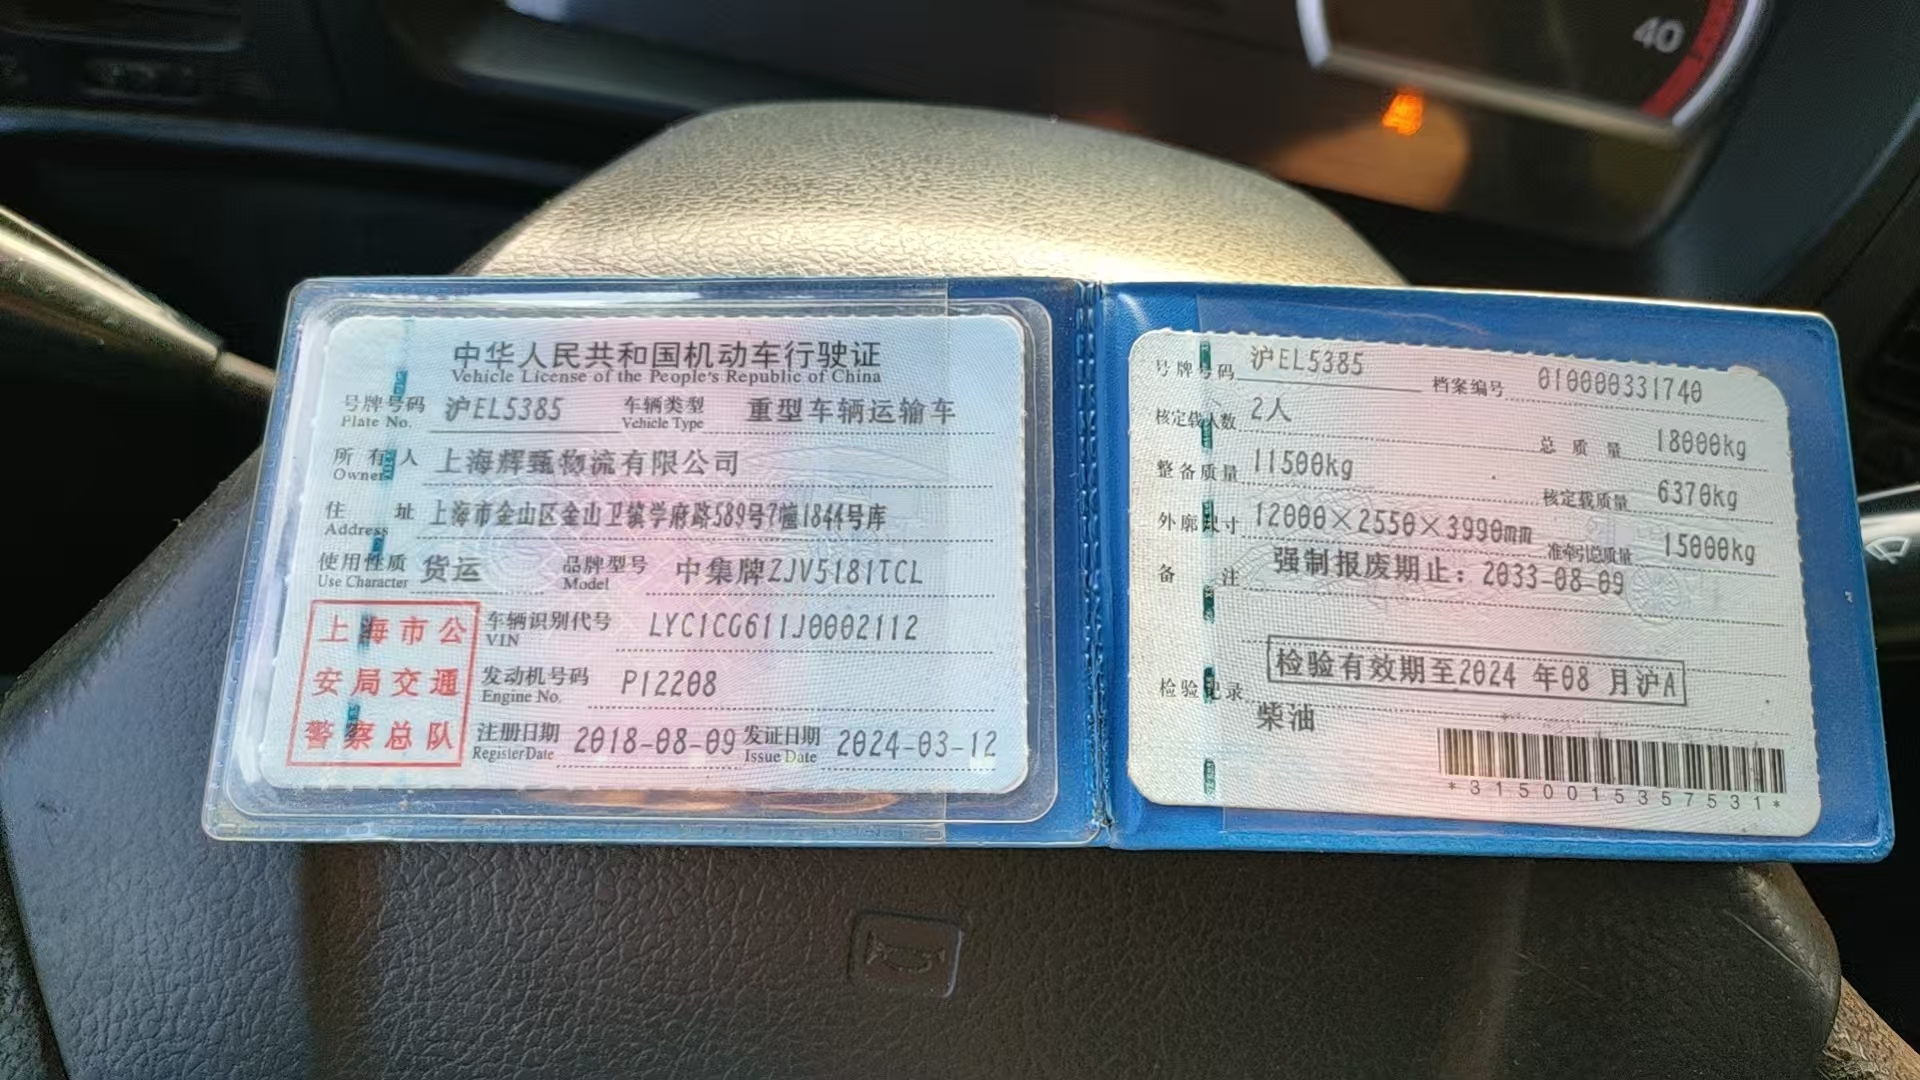 40
中华人民共和国机动车行驶证
Vehicle License of the People's Republic of China
号牌号码 沪EL5385 车辆类型 重型车辆运输车
Plate No. Vehicle Type
所有人 上海辉甄物流有限公司
Owner
住址 上海市金山区金山卫镇学府路589号7幢1844号库
Address
使用性质 货运 品牌型号 中集牌ZJV5181TCL
Use Character Model
车辆识别代号 LYC1CG611J0002112
VIN
发动机号码 P12208
Engine No.
注册日期 2018-08-09 发证日期 2024-03-12
Register Date Issue Date
上海市公
安局交通
警察总队
号牌号码 沪EL5385 档案编号 010000331740
核定载人数 2人 总质量 18000kg
整备质量 11500kg 核定载质量 6370kg
外廓尺寸 12000×2550×3990mm 准牵引总质量 15000kg
备注 强制报废期止：2033-08-09
检验有效期至2024 年08 月沪A
检验记录
柴油
*3150015357531*